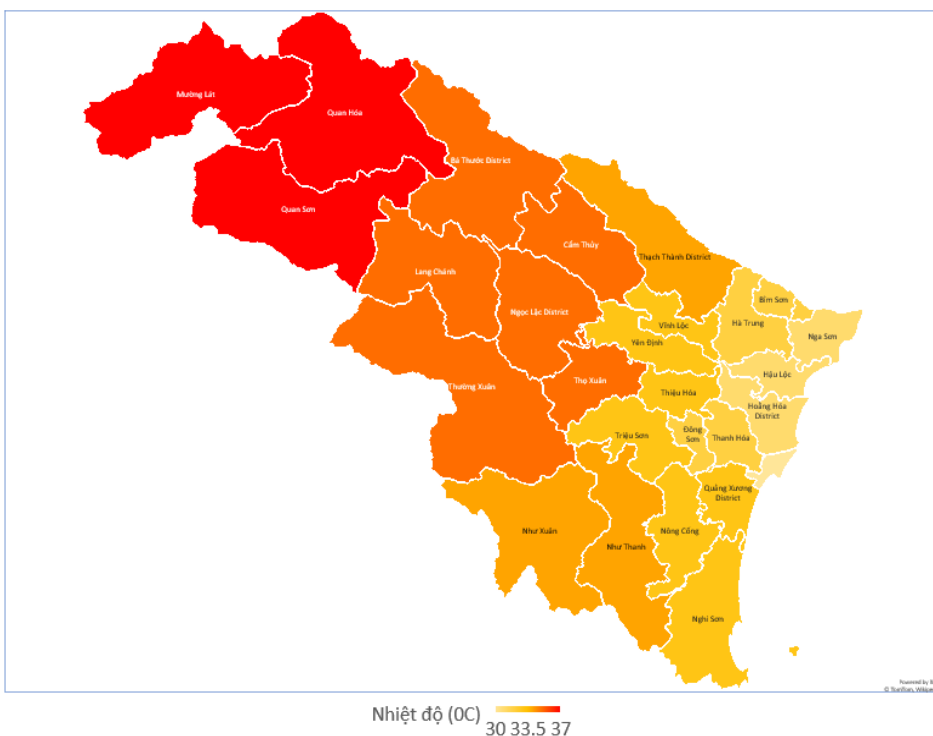 Mường Lát
Quan Hóa
Bá Thước District
Quan Sơn
Cẩm Thủy
Thạch Thành District
Lang Chánh
Bỉm Sơn
Ngọc Lặc District
Vĩnh Lộc
Hà Trung
Nga Sơn
Yên Định
Hậu Lộc
Thọ Xuân
Thường Xuân
Thiệu Hóa
Hoằng Hóa
District
Triệu Sơn
Đông
Sơn
Thanh Hóa
Quảng Xương
District
Như Xuân
Như Thanh
Nông Cống
Nghi Sơn
Powered by
© TomTom,
Nhiệt độ (0C)
30 33.5 37